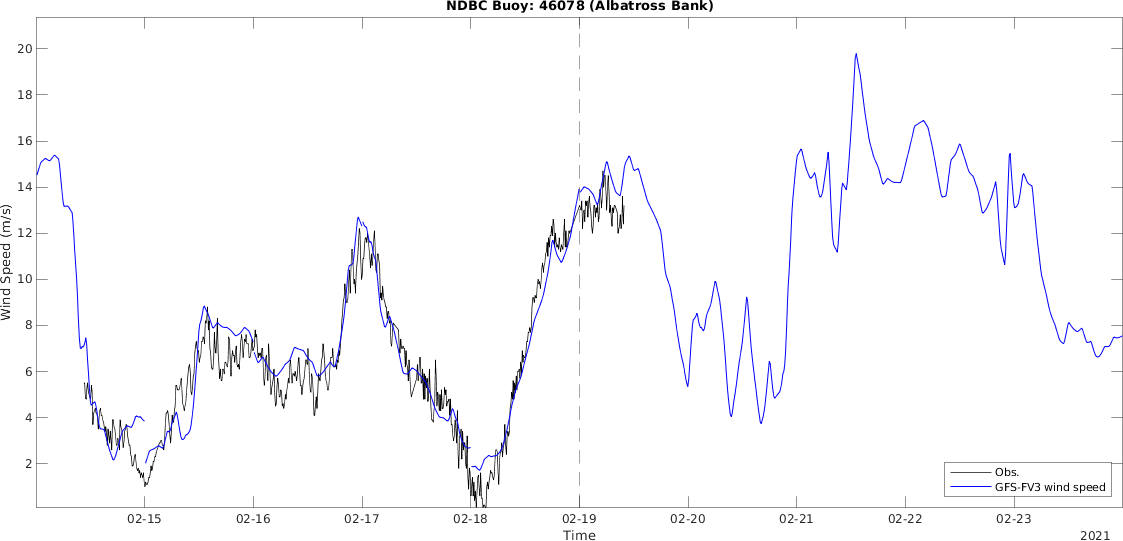 NDBC Buoy: 46078 (Albatross Bank)
20
18
16
14
12
10
8
6
4
2
Wind Speed (m/s)
02-15 02-16 02-17 02-18 02-19 02-20 02-21 02-22 02-23
Time
2021
Obs.
GFS-FV3 wind speed